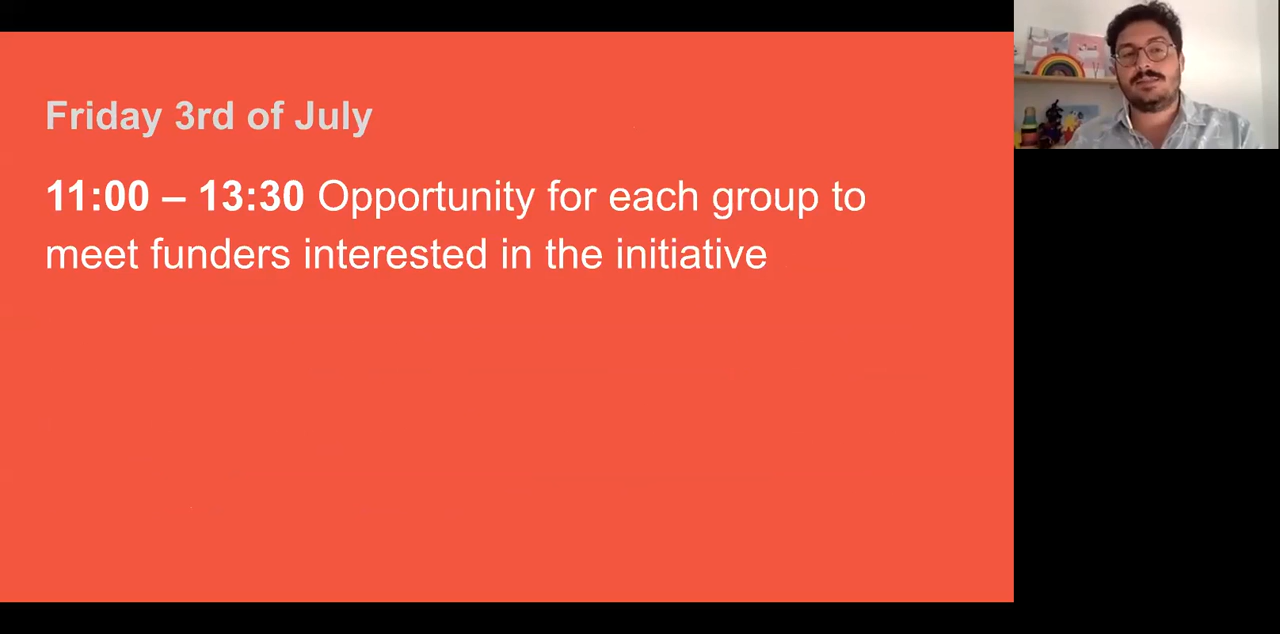 Friday 3rd of July
11:00 – 13:30 Opportunity for each group to
meet funders interested in the initiative